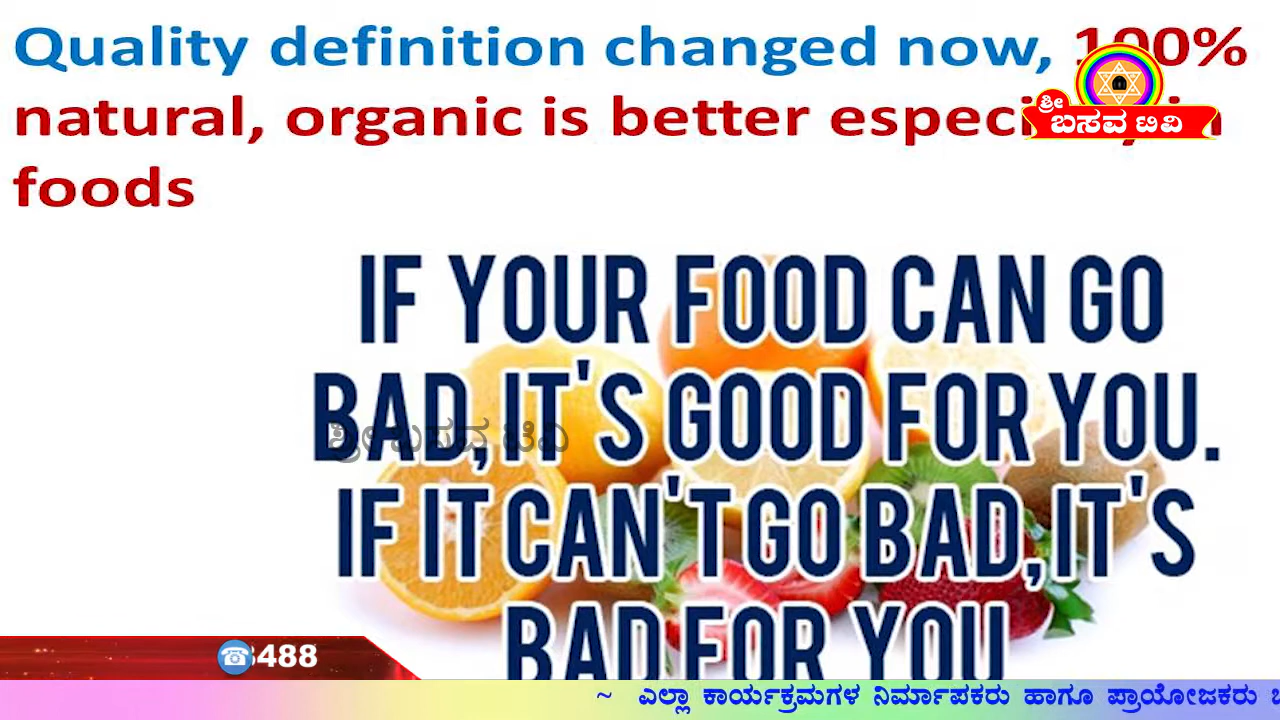 Quality definition changed now, 100%
natural, organic is better especially in
foods
ಶ್ರೀ
ಬಸವ ಟಿವಿ
IF YOUR FOOD CAN GO
BAD, IT'S GOOD FOR YOU.
ಶ್ರೀ ಬಸವ ಟಿವಿ
IF IT CAN'T GO BAD, IT'S
BAD FOR YOU
488
~ ಎಲ್ಲಾ ಕಾರ್ಯಕ್ರಮಗಳ ನಿರ್ಮಾಪಕರು ಹಾಗೂ ಪ್ರಾಯೋಜಕರು